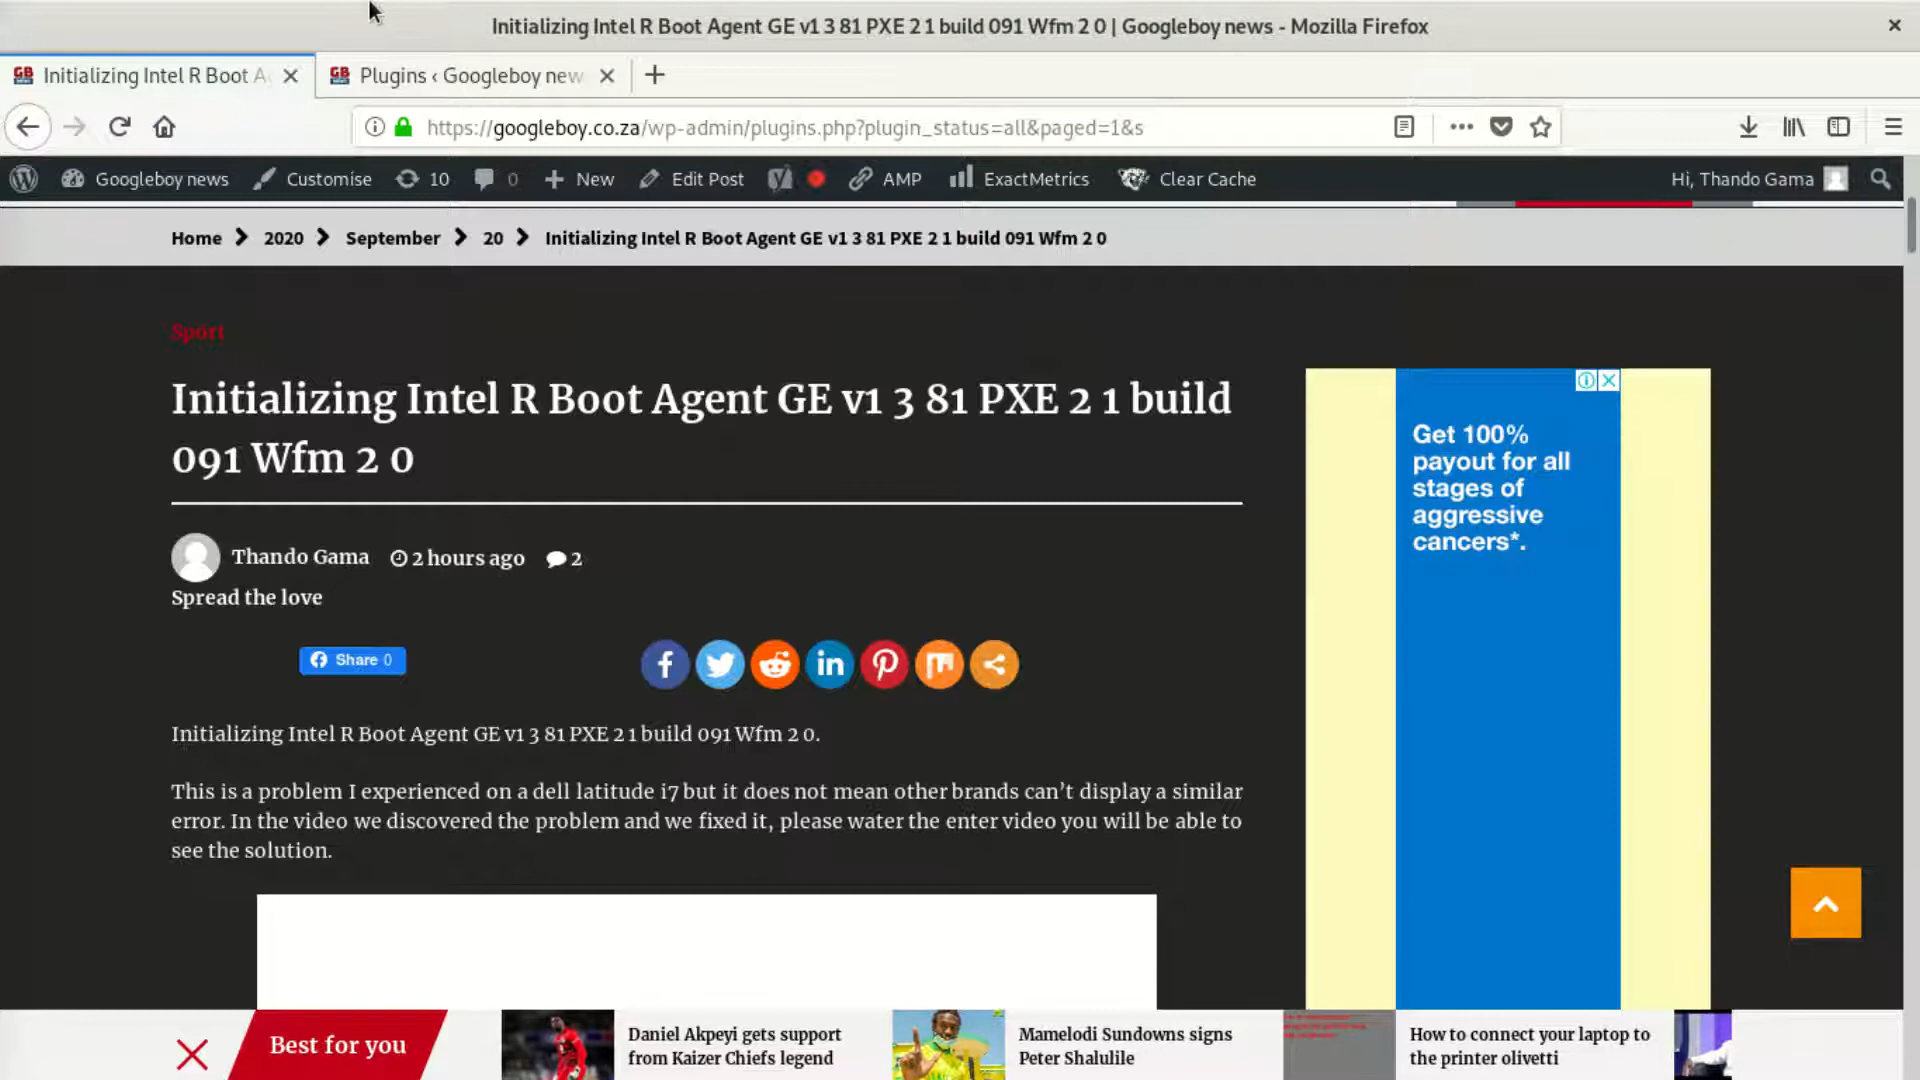 Initializing Intel R Boot Agent GE v1 3 81 PXE 2 1 build 091 Wfm 2 0 | Googleboy news - Mozilla Firefox
GB Initializing Intel R Boot A
GB Plugins ‹ Googleboy new
https://googleboy.co.za/wp-admin/plugins.php?plugin_status=all&paged=1&s
Googleboy news Customise 10 0 New Edit Post AMP ExactMetrics Clear Cache Hi, Thando Gama
Home 2020 September 20 Initializing Intel R Boot Agent GE v1 3 81 PXE 2 1 build 091 Wfm 2 0
Sport
Initializing Intel R Boot Agent GE v1 3 81 PXE 2 1 build
091 Wfm 2 0
Thando Gama 2 hours ago 2
Spread the love
Share 0
Initializing Intel R Boot Agent GE v1 3 81 PXE 2 1 build 091 Wfm 2 0.
This is a problem I experienced on a dell latitude i7 but it does not mean other brands can’t display a similar
error. In the video we discovered the problem and we fixed it, please water the enter video you will be able to
see the solution.
Get 100%
payout for all
stages of
aggressive
cancers*.
Best for you
Daniel Akpeyi gets support
from Kaizer Chiefs legend
Mamelodi Sundowns signs
Peter Shalulile
How to connect your laptop to
the printer olivetti